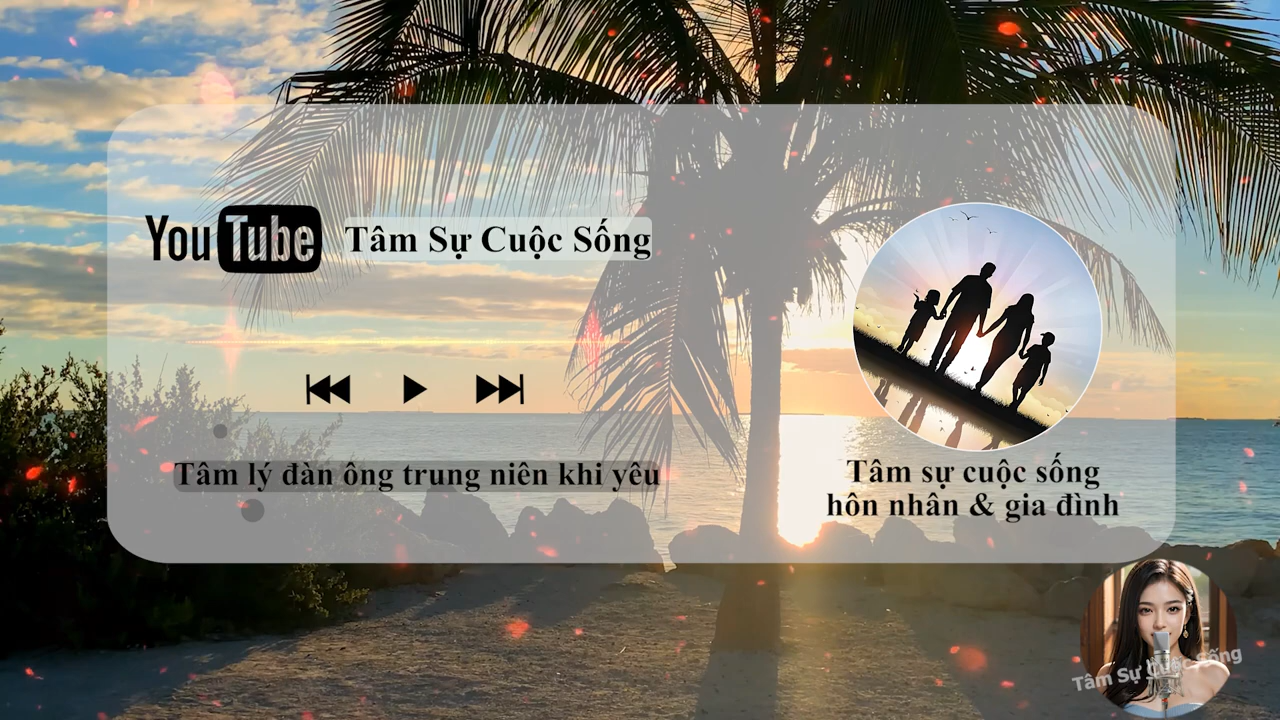 YouTube Tâm Sự Cuộc Sống
Tâm lý đàn ông trung niên khi yêu
Tâm sự cuộc sống
hôn nhân & gia đình
Tâm Sự Cuộc Sống